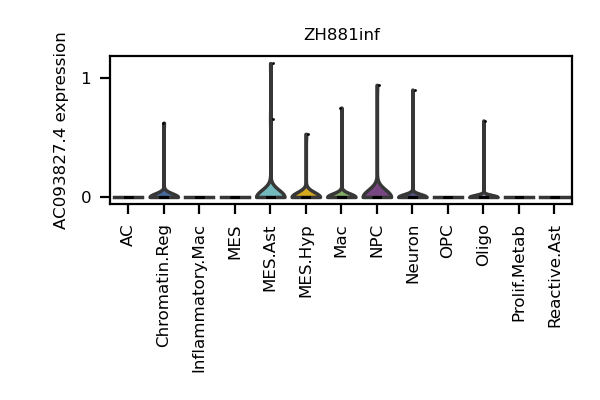 ZH881inf
AC093827.4 expression
1
0
AC
Chromatin.Reg
Inflammatory.Mac
MES
MES.Ast
MES.Hyp
Mac
NPC
Neuron
OPC
Oligo
Prolif.Metab
Reactive.Ast